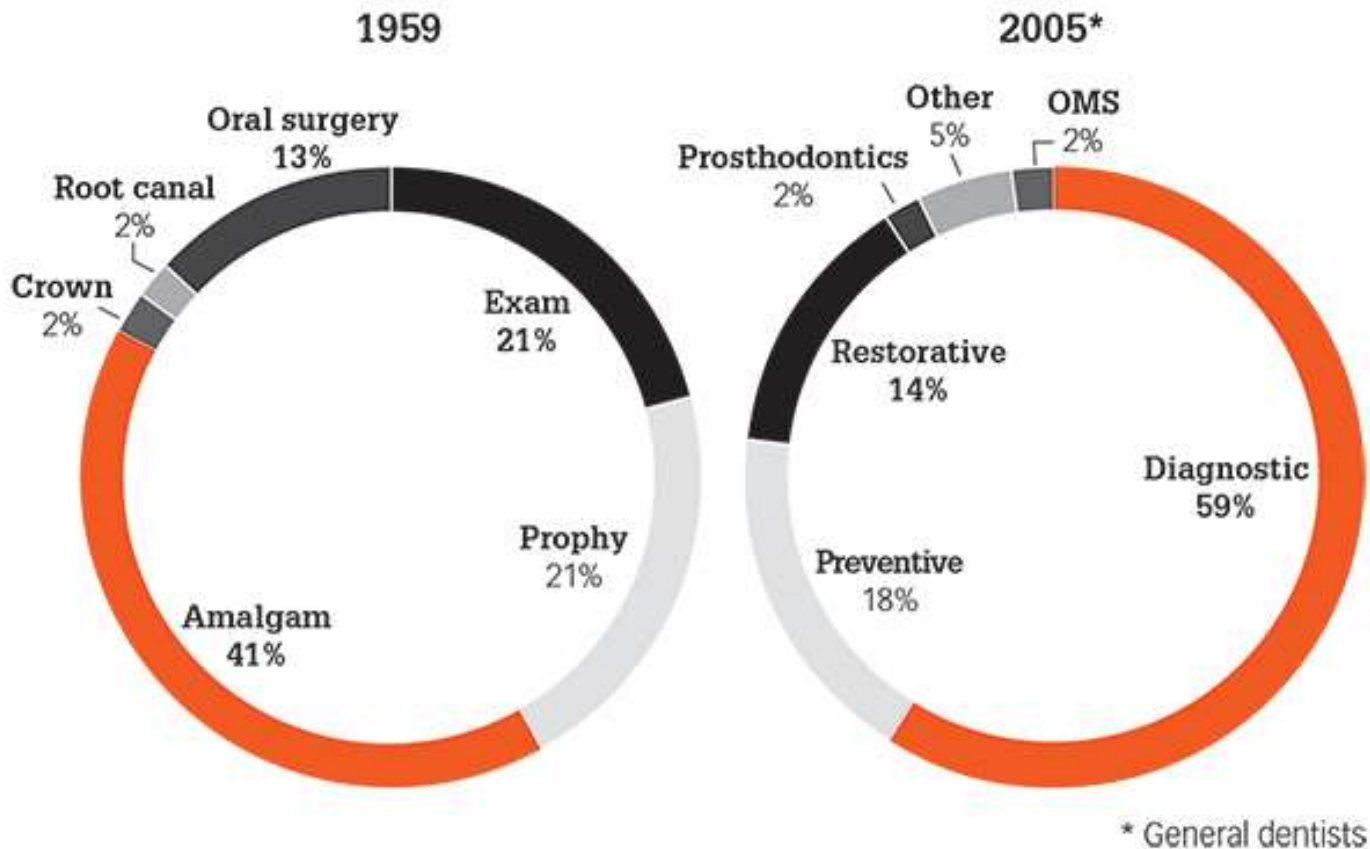 1959
Oral surgery
13%
Root canal
2%
Crown
2%
Exam
21%
Prophy
21%
Amalgam
41%
2005*
Other
5%
OMS
2%
Prosthodontics
2%
Restorative
14%
Diagnostic
59%
Preventive
18%
* General dentists